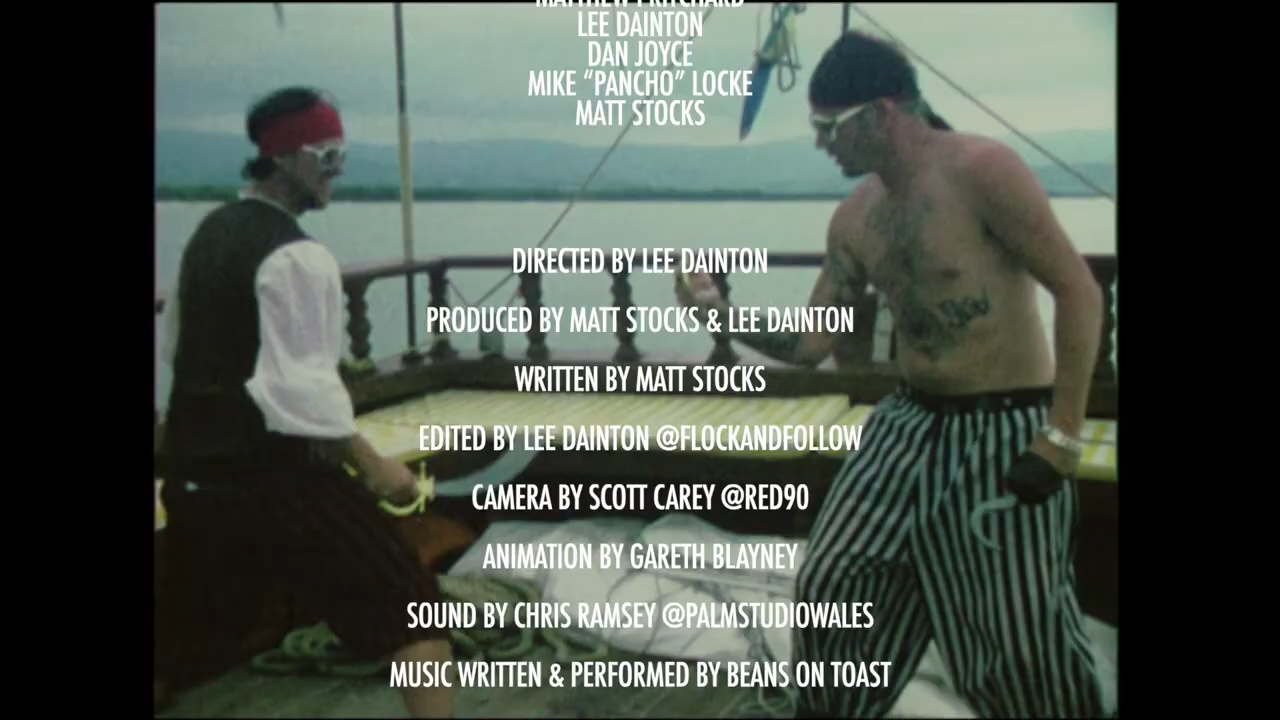 MATTHEW PRITCHARD
LEE DAINTON
DAN JOYCE
MIKE “PANCHO” LOCKE
MATT STOCKS
DIRECTED BY LEE DAINTON
PRODUCED BY MATT STOCKS & LEE DAINTON
WRITTEN BY MATT STOCKS
EDITED BY LEE DAINTON @FLOCKANDFOLLOW
CAMERA BY SCOTT CAREY @RED90
ANIMATION BY GARETH BLAYNEY
SOUND BY CHRIS RAMSEY @PALMSTUDIOWALES
MUSIC WRITTEN & PERFORMED BY BEANS ON TOAST